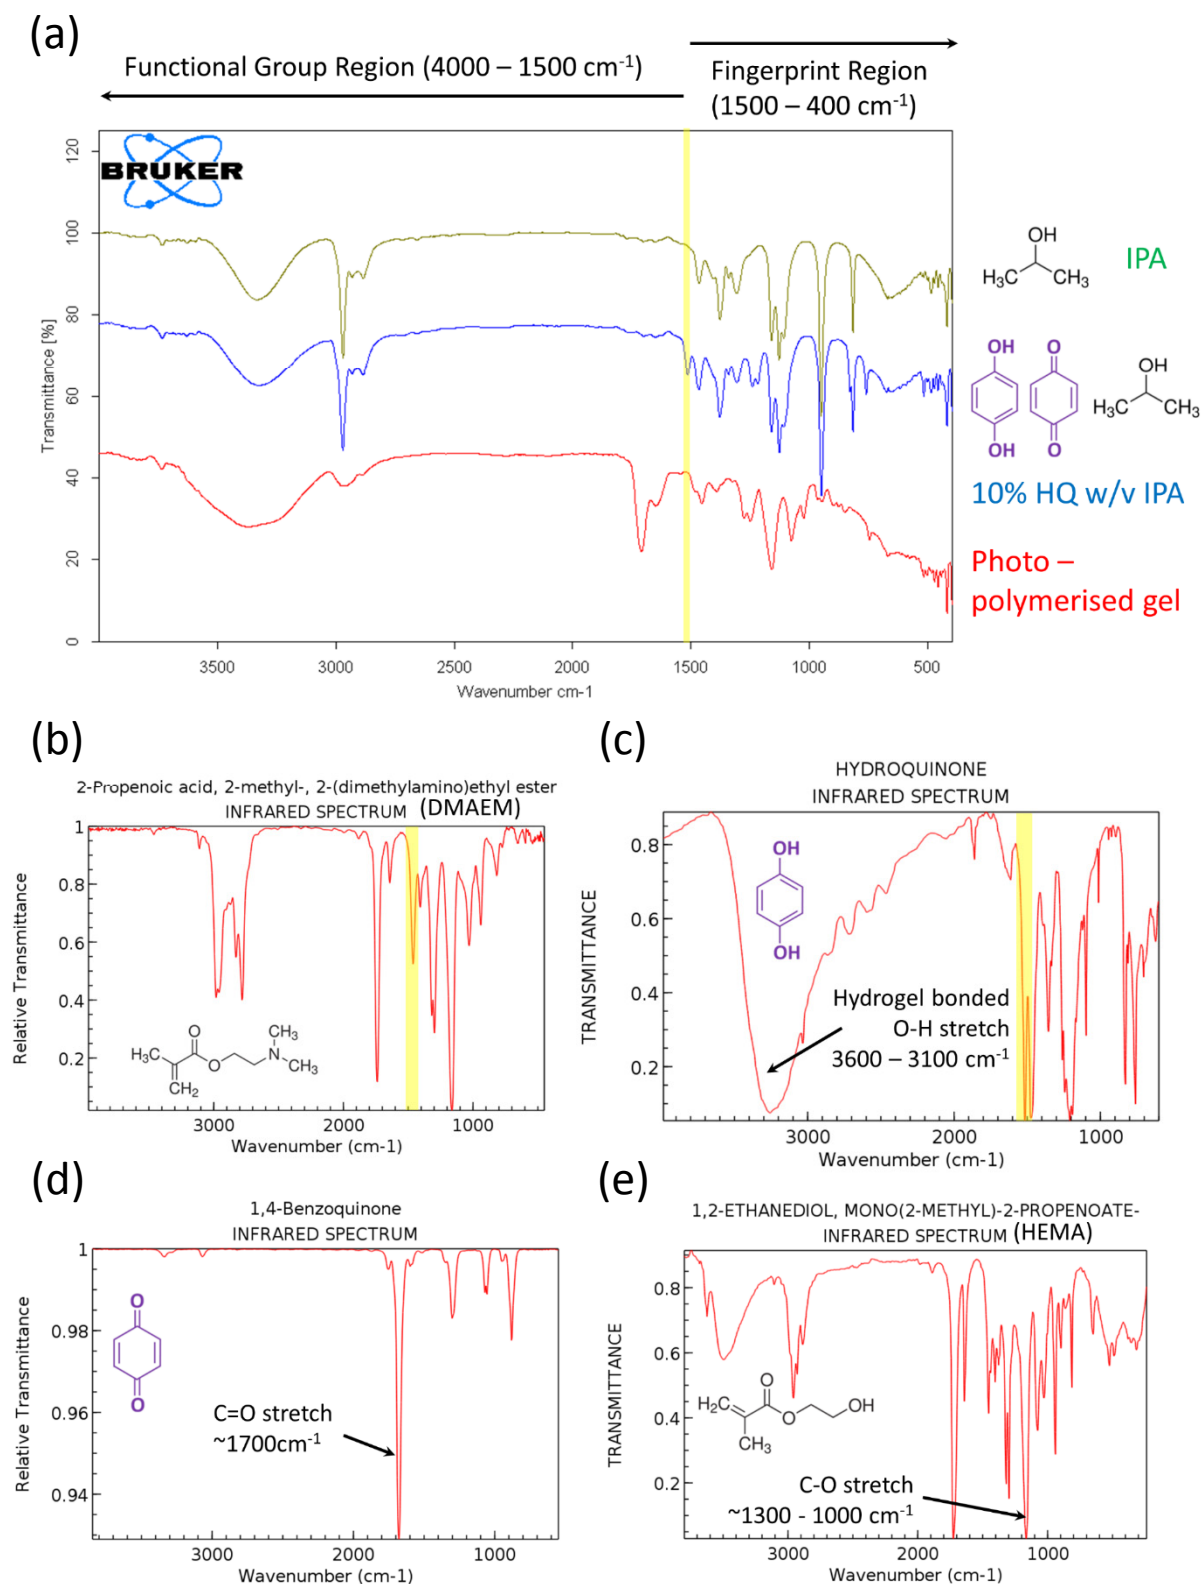 (a)
Functional Group Region (4000 – 1500 cm-1)
Fingerprint Region
(1500 – 400 cm-1)
BRUKER
120
100
80
60
40
20
0
Transmittance [%]
3500
3000
2500
2000
1500
1000
500
Wavenumber cm-1
OH
H3C
CH3
IPA
OH
OH
O
O
OH
H3C
CH3
10% HQ w/v IPA
Photo –
polymerised gel
(b)
2-Propenoic acid, 2-methyl-, 2-(dimethylamino)ethyl ester
INFRARED SPECTRUM (DMAEM)
1
0.8
0.6
0.4
0.2
Relative Transmittance
O
H3C
O
CH2
N
CH3
CH3
3000
2000
1000
Wavenumber (cm-1)
(c)
HYDROQUINONE
INFRARED SPECTRUM
0.8
0.6
0.4
0.2
TRANSMITTANCE
OH
OH
Hydrogel bonded
O-H stretch
3600 – 3100 cm-1
3000
2000
1000
Wavenumber (cm-1)
(d)
1,4-Benzoquinone
INFRARED SPECTRUM
1
0.98
0.96
0.94
Relative Transmittance
O
O
C=O stretch
~1700cm-1
3000
2000
1000
Wavenumber (cm-1)
(e)
1,2-ETHANEDIOL, MONO(2-METHYL)-2-PROPENOATE-
INFRARED SPECTRUM (HEMA)
0.8
0.6
0.4
0.2
TRANSMITTANCE
O
H2C
O
OH
CH3
C-O stretch
~1300 - 1000 cm-1
3000
2000
1000
Wavenumber (cm-1)